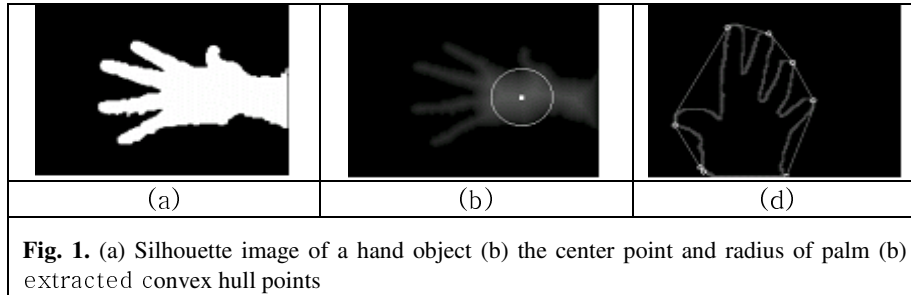 (a) (b) (d)
Fig. 1. (a) Silhouette image of a hand object (b) the center point and radius of palm (b)
extracted convex hull points